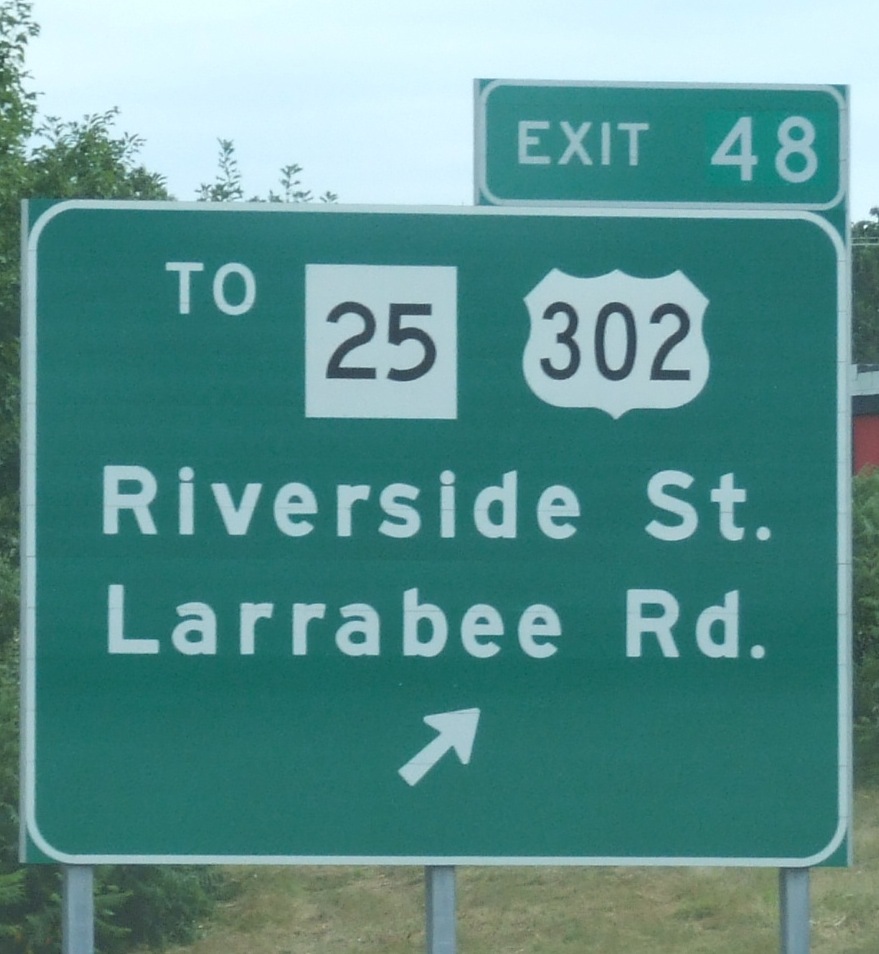 EXIT 48
TO 25 302
Riverside St.
Larrabee Rd.